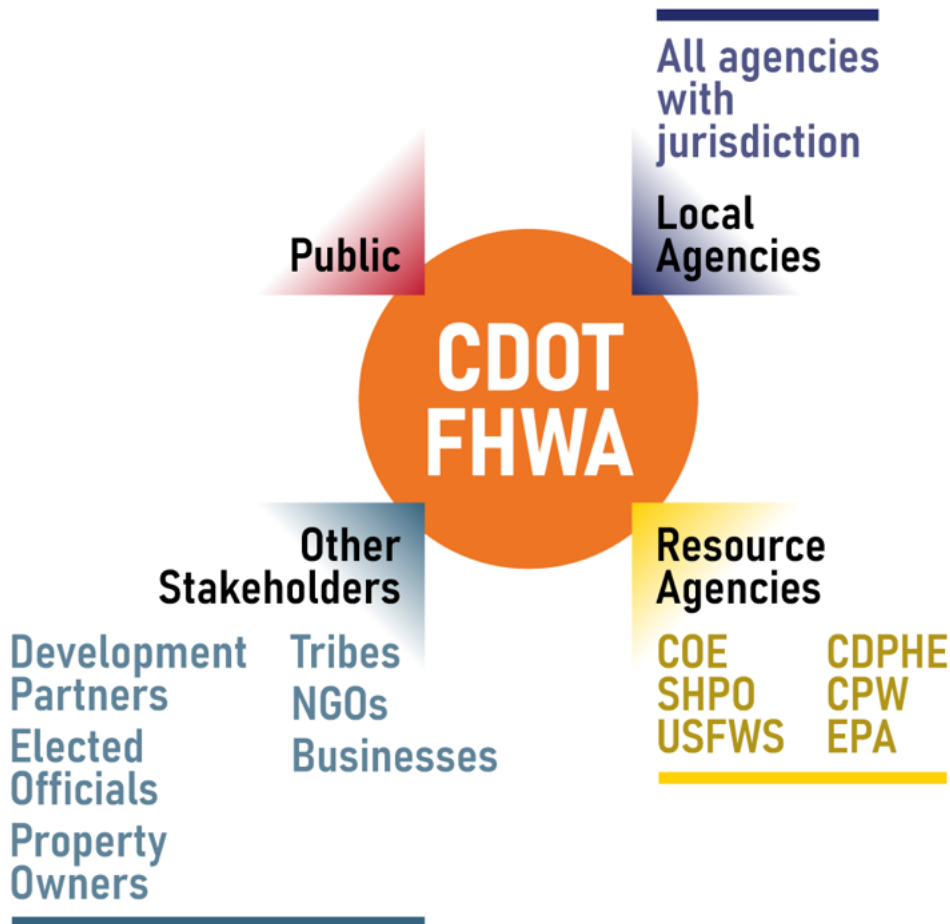 All agencies
with
jurisdiction
Local
Agencies
Public
CDOT
FHWA
Other
Stakeholders
Development
Partners
Elected
Officials
Property
Owners
Tribes
NGOs
Businesses
Resource
Agencies
COE
SHPO
USFWS
CDPHE
CPW
EPA